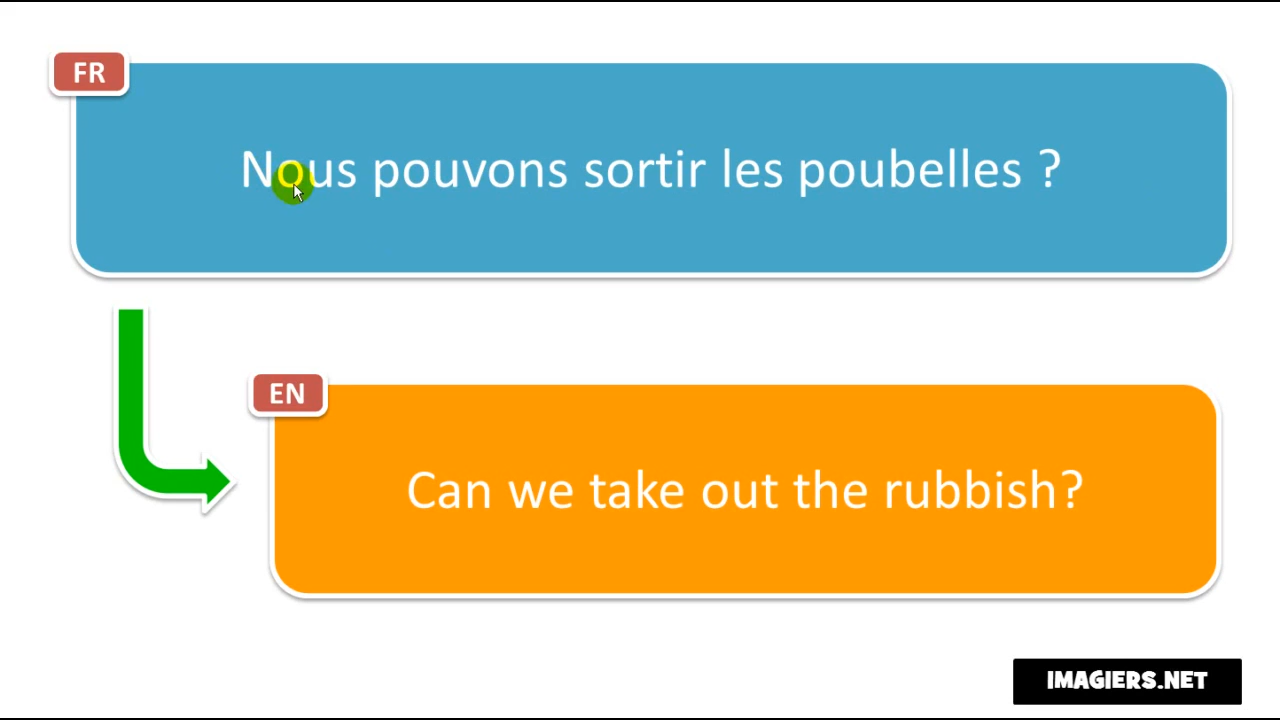 FR
Nous pouvons sortir les poubelles ?
EN
Can we take out the rubbish?
IMAGIERS.NET